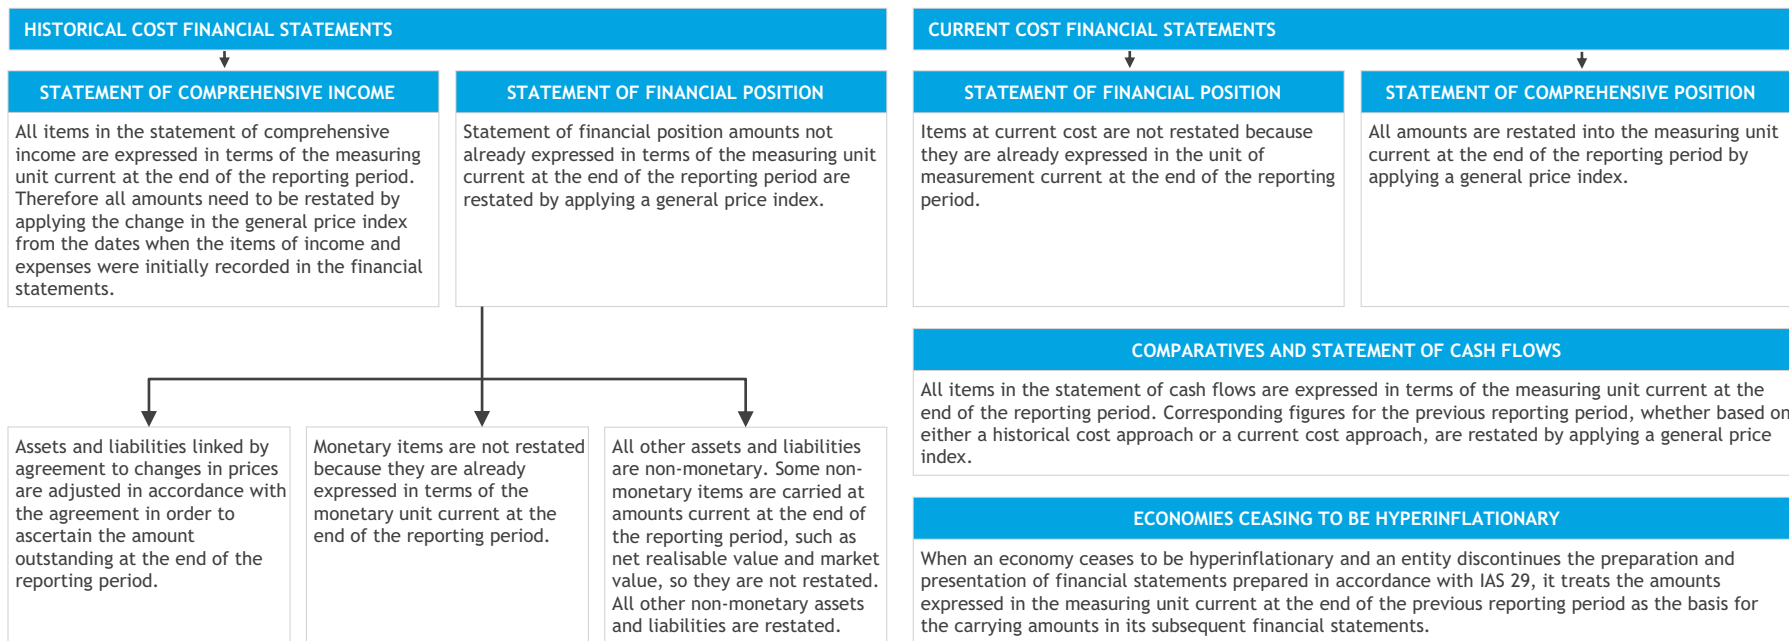 HISTORICAL COST FINANCIAL STATEMENTS
STATEMENT OF COMPREHENSIVE INCOME
All items in the statement of comprehensive
income are expressed in terms of the measuring
unit current at the end of the reporting period.
Therefore all amounts need to be restated by
applying the change in the general price index
from the dates when the items of income and
expenses were initially recorded in the financial
statements.
STATEMENT OF FINANCIAL POSITION
Statement of financial position amounts not
already expressed in terms of the measuring unit
current at the end of the reporting period are
restated by applying a general price index.
Assets and liabilities linked by
agreement to changes in prices
are adjusted in accordance with
the agreement in order to
ascertain the amount
outstanding at the end of the
reporting period.
Monetary items are not restated
because they are already
expressed in terms of the
monetary unit current at the
end of the reporting period.
All other assets and liabilities
are non-monetary. Some non-
monetary items are carried at
amounts current at the end of
the reporting period, such as
net realisable value and market
value, so they are not restated.
All other non-monetary assets
and liabilities are restated.
CURRENT COST FINANCIAL STATEMENTS
STATEMENT OF FINANCIAL POSITION
Items at current cost are not restated because
they are already expressed in the unit of
measurement current at the end of the reporting
period.
STATEMENT OF COMPREHENSIVE POSITION
All amounts are restated into the measuring unit
current at the end of the reporting period by
applying a general price index.
COMPARATIVES AND STATEMENT OF CASH FLOWS
All items in the statement of cash flows are expressed in terms of the measuring unit current at the
end of the reporting period. Corresponding figures for the previous reporting period, whether based on
either a historical cost approach or a current cost approach, are restated by applying a general price
index.
ECONOMIES CEASING TO BE HYPERINFLATIONARY
When an economy ceases to be hyperinflationary and an entity discontinues the preparation and
presentation of financial statements prepared in accordance with IAS 29, it treats the amounts
expressed in the measuring unit current at the end of the previous reporting period as the basis for
the carrying amounts in its subsequent financial statements.